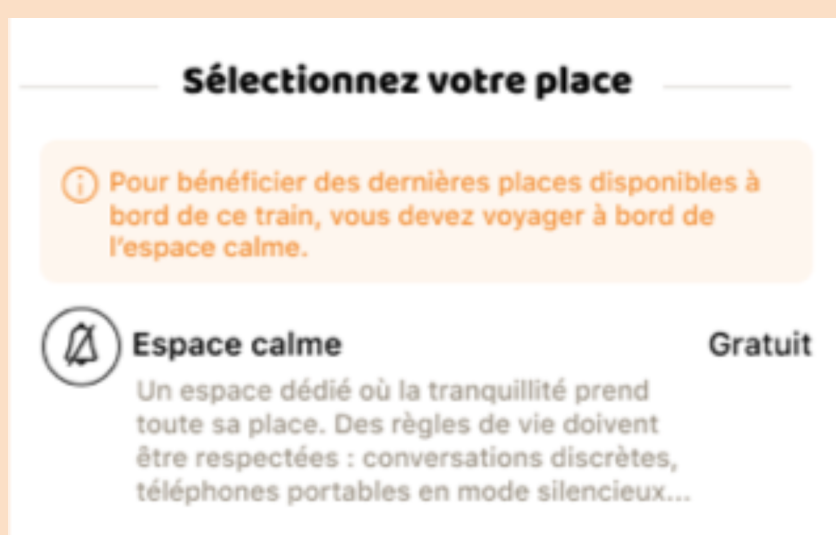 Sélectionnez votre place
Pour bénéficier des dernières places disponibles à
bord de ce train, vous devez voyager à bord de
l'espace calme.
Espace calme
Gratuit
Un espace dédié où la tranquillité prend
toute sa place. Des règles de vie doivent
être respectées : conversations discrètes,
téléphones portables en mode silencieux...